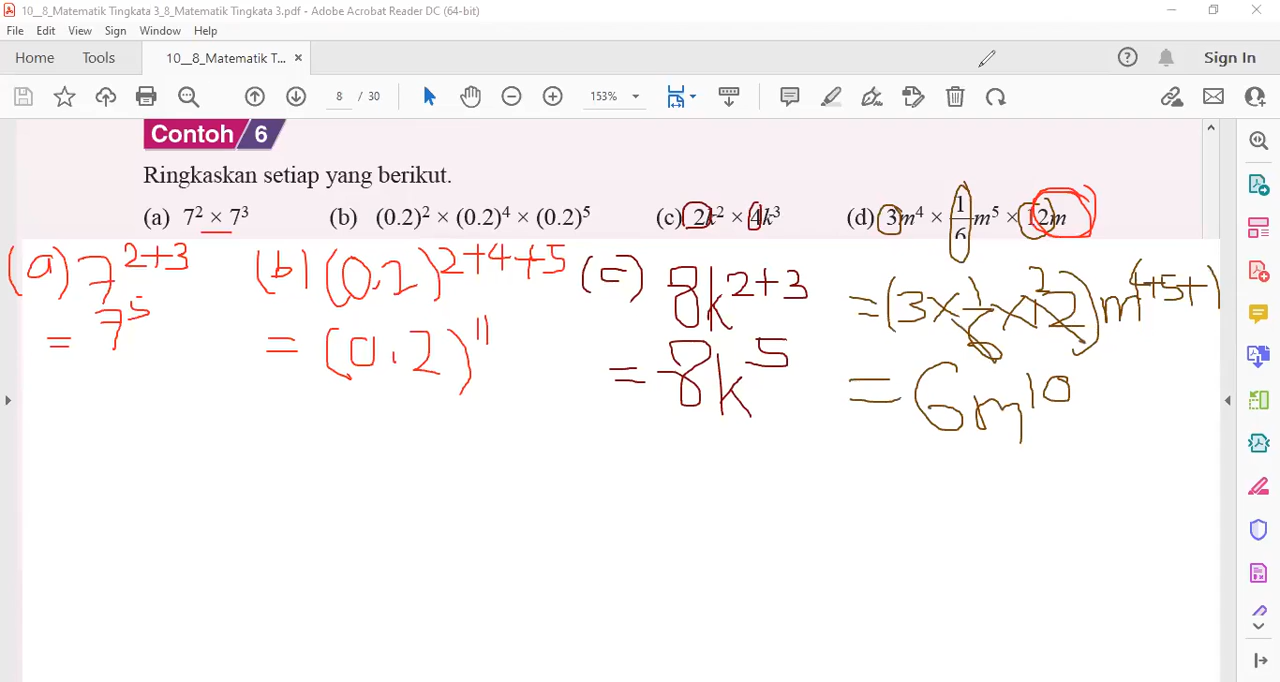 10__8_Matematik Tingkata 3_8_Matematik Tingkata 3.pdf - Adobe Acrobat Reader DC (64-bit)
File Edit View Sign Window Help
Home Tools 10__8_Matematik T... × Sign In
8 / 30 153%
Contoh 6
Ringkaskan setiap yang berikut.
(a) 7² × 7³ (b) (0.2)² × (0.2)⁴ × (0.2)⁵ (c) 2k² × 4k³ (d) 3m⁴ × 1/6 m⁵ × 12m
(a) 7²⁺³ (b) (0.2)²⁺⁴⁺⁵ (c) 8k²⁺³ = (3 × 1/6 × 12²) m⁽⁴⁺⁵⁺¹⁾
= 7⁵ = (0.2)¹¹ = 8k⁵ = 6m¹⁰